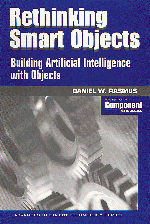 Rethinking
Smart Objects
Building Artificial Intelligence
with Objects
DANIEL W. RASMUS
Component